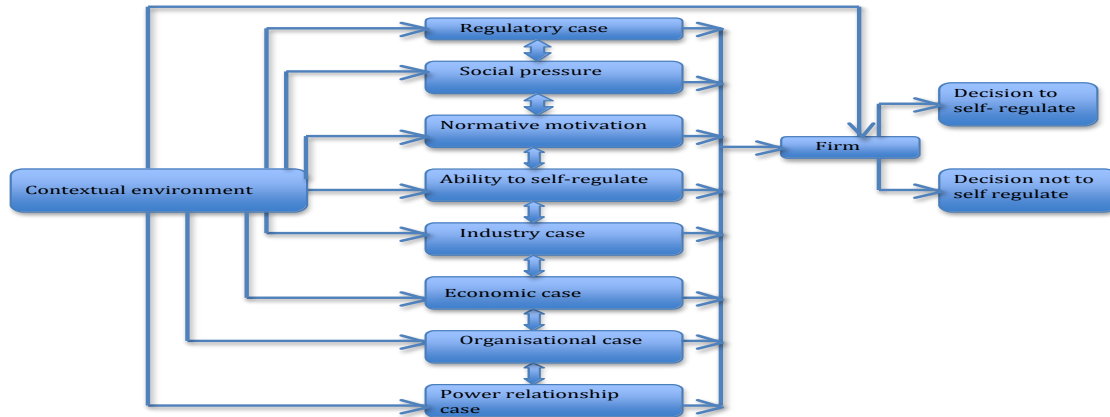 Regulatory case
Social pressure
Normative motivation
Contextual environment
Ability to self-regulate
Industry case
Economic case
Organisational case
Power relationship
case
Firm
Decision to
self- regulate
Decision not to
self regulate